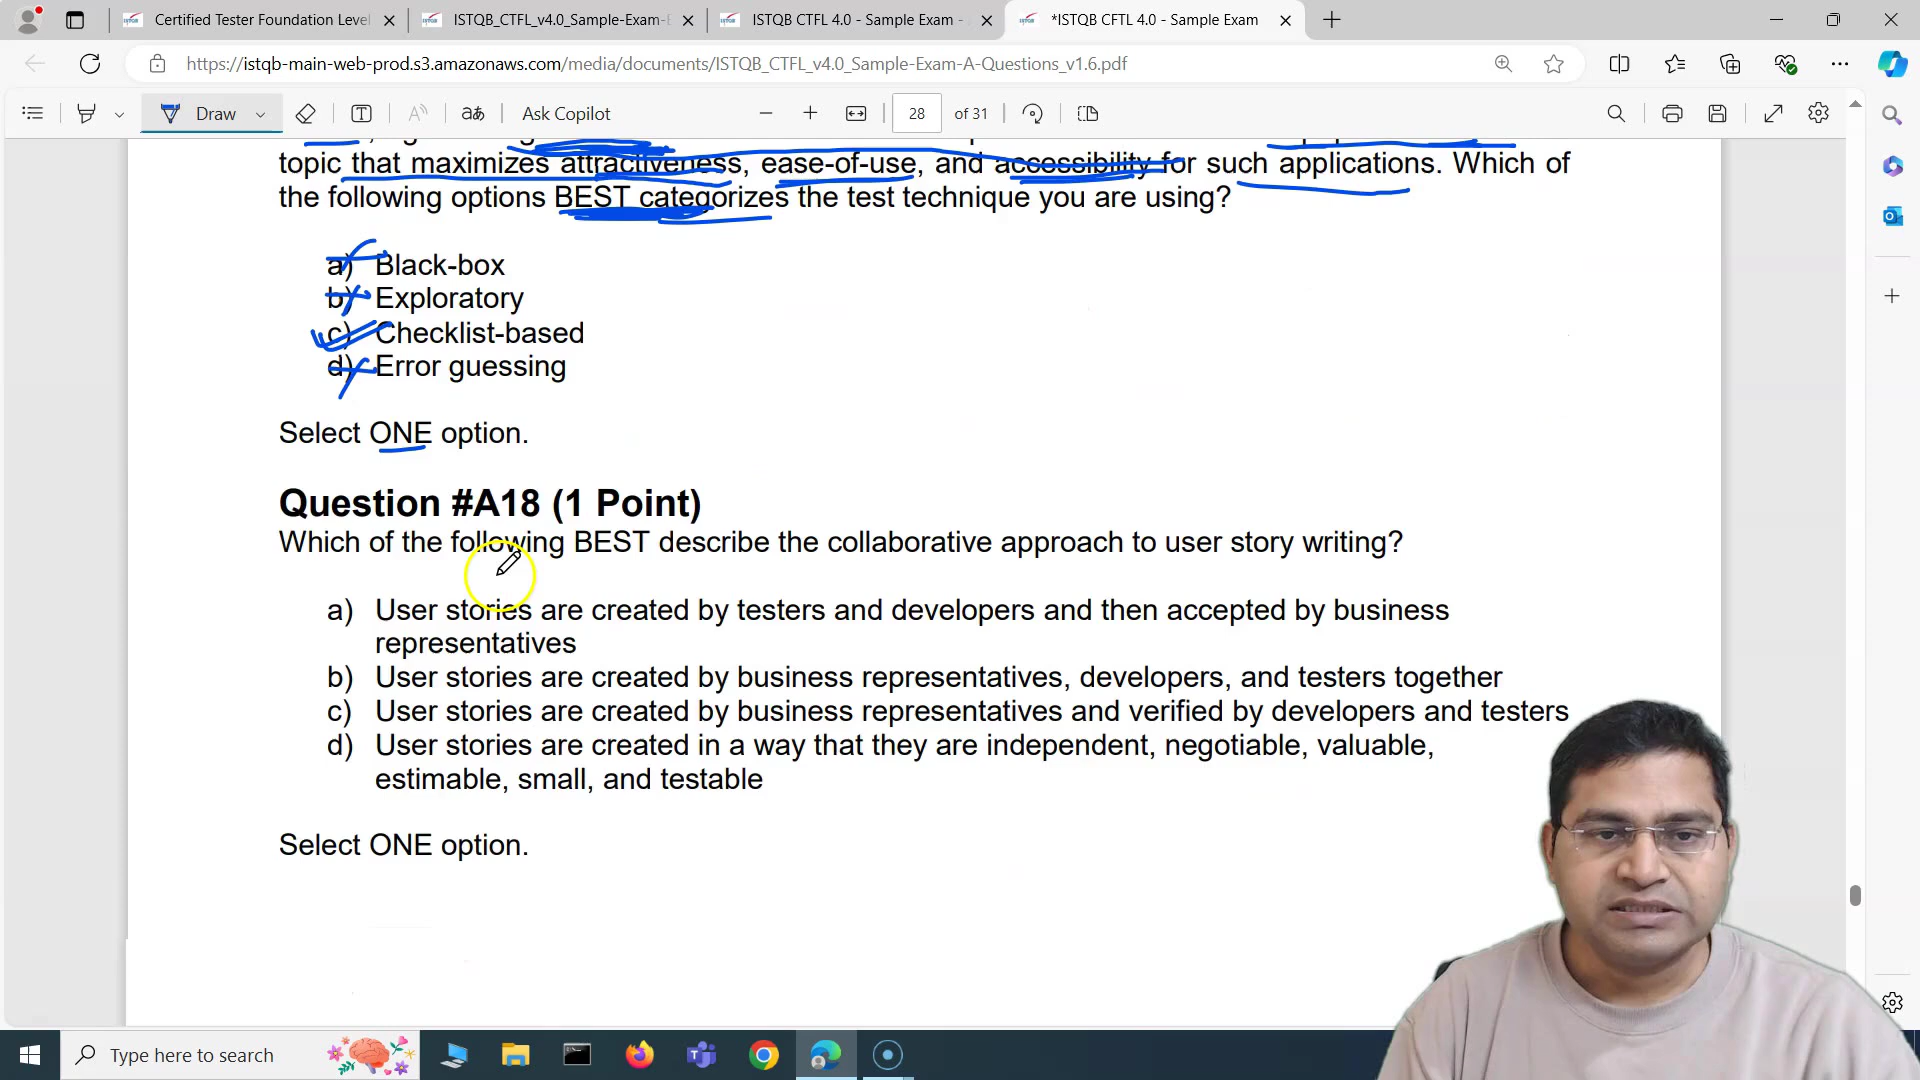 Certified Tester Foundation Level
ISTQB_CTFL_v4.0_Sample-Exam-E
ISTQB CTFL 4.0 - Sample Exam -
*ISTQB CFTL 4.0 - Sample Exam
https://istqb-main-web-prod.s3.amazonaws.com/media/documents/ISTQB_CTFL_v4.0_Sample-Exam-A-Questions_v1.6.pdf
Draw
aあ
Ask Copilot
28 of 31
topic that maximizes attractiveness, ease-of-use, and accessibility for such applications. Which of
the following options BEST categorizes the test technique you are using?
a) Black-box
b) Exploratory
c) Checklist-based
d) Error guessing
Select ONE option.
Question #A18 (1 Point)
Which of the following BEST describe the collaborative approach to user story writing?
a) User stories are created by testers and developers and then accepted by business
representatives
b) User stories are created by business representatives, developers, and testers together
c) User stories are created by business representatives and verified by developers and testers
d) User stories are created in a way that they are independent, negotiable, valuable,
estimable, small, and testable
Select ONE option.
Type here to search